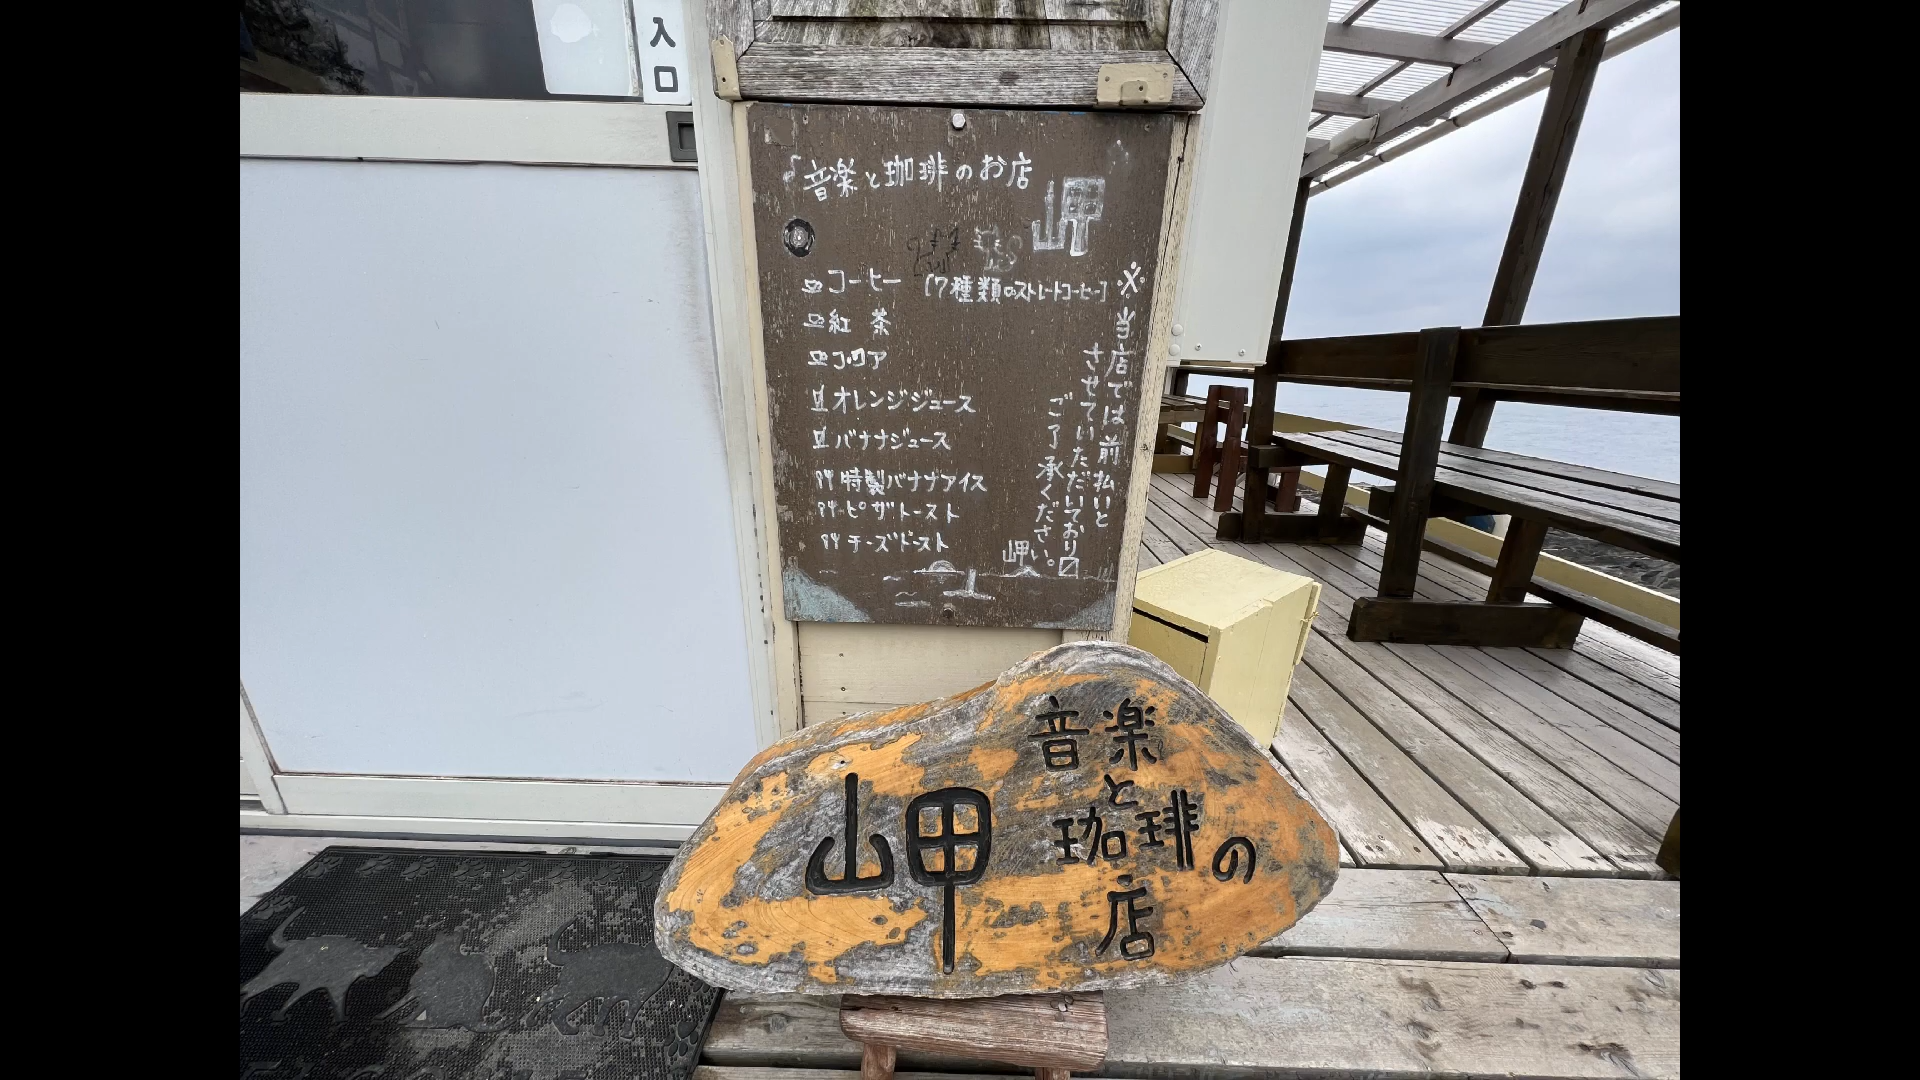 入口
♪音楽と珈琲のお店
岬
コーヒー [7種類のストレートコーヒー]
紅茶
ココア
オレンジジュース
バナナジュース
特製バナナアイス
ピザトースト
チーズトースト
※当店では前払いと
させていただいており〼
ご了承ください。
岬
音楽
と
珈琲の
店
岬